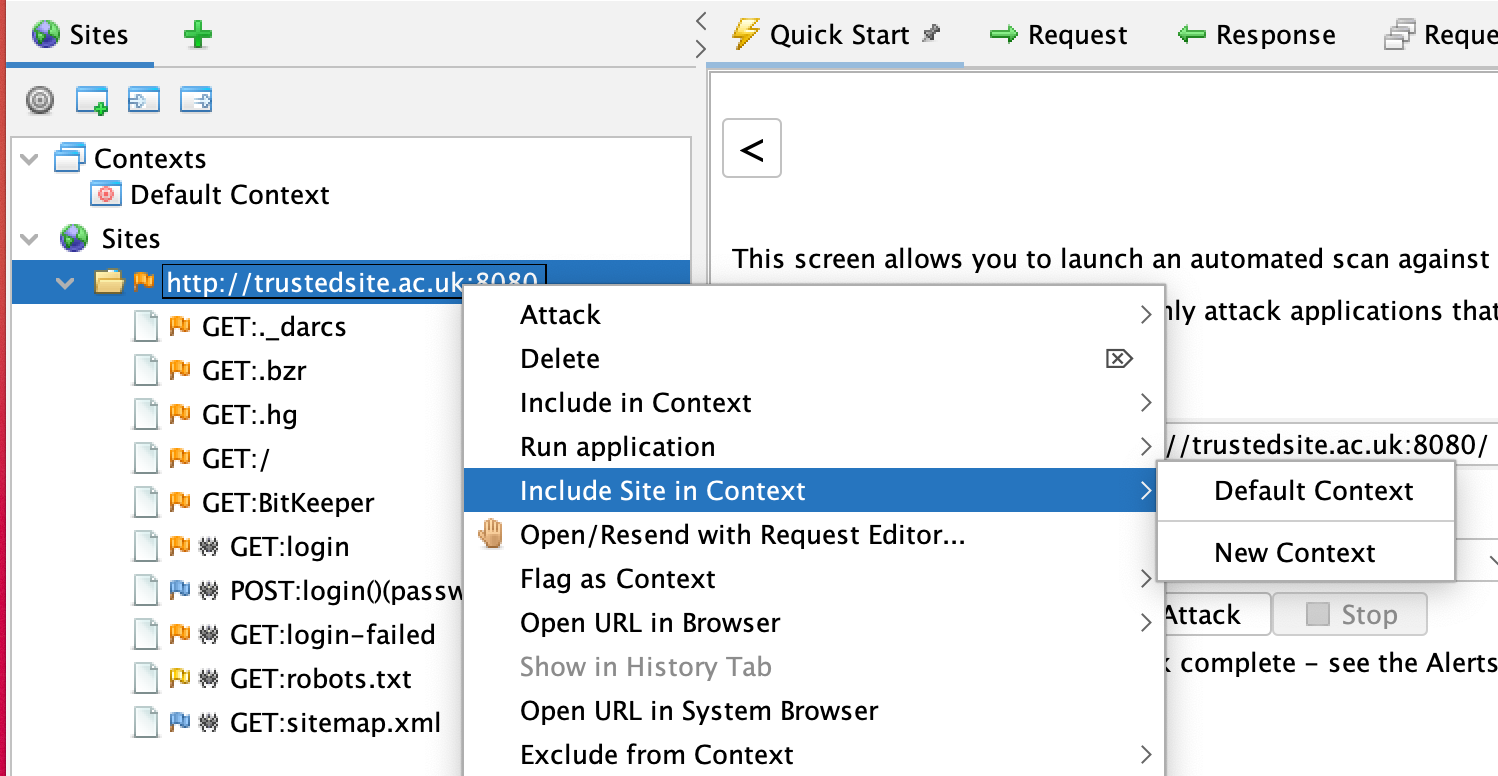 Sites
Quick Start
Request
Response
Contexts
Default Context
Sites
http://trustedsite.ac.uk:8080
GET:._darcs
GET:.bzr
GET:.hg
GET:/
GET:BitKeeper
GET:login
POST:login()(passw
GET:login-failed
GET:robots.txt
GET:sitemap.xml
Attack
Delete
Include in Context
Run application
Include Site in Context
Open/Resend with Request Editor...
Flag as Context
Open URL in Browser
Show in History Tab
Open URL in System Browser
Exclude from Context
Default Context
New Context
<
This screen allows you to launch an automated scan against
attack applications that
//trustedsite.ac.uk:8080/
Attack
Stop
complete – see the Alerts